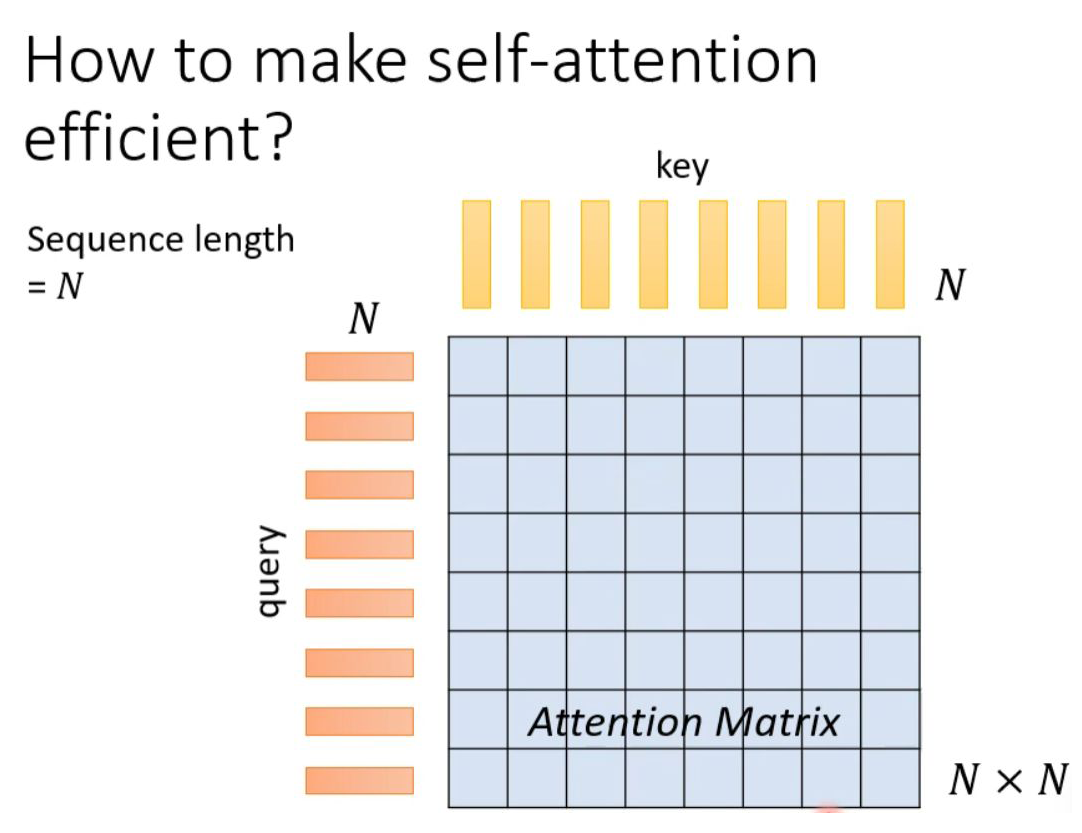 How to make self-attention
efficient?
key
Sequence length
= N
N
N
query
Attention Matrix
N × N